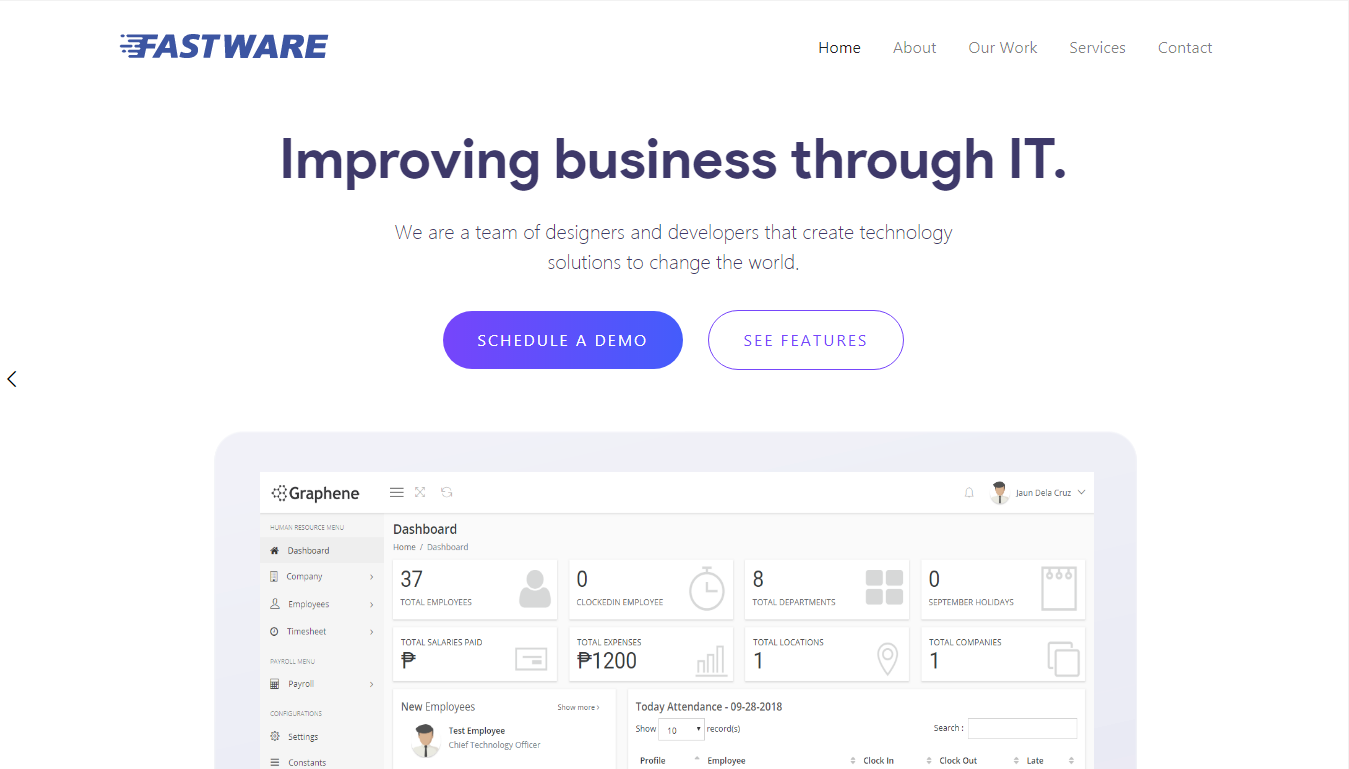 FASTWARE
Home About Our Work Services Contact
Improving business through IT.
We are a team of designers and developers that create technology
solutions to change the world.
SCHEDULE A DEMO SEE FEATURES
Graphene
Jaun Dela Cruz
HUMAN RESOURCE MENU
Dashboard
Company
Employees
Timesheet
PAYROLL MENU
Payroll
CONFIGURATIONS
Settings
Constants
Dashboard
Home / Dashboard
37
TOTAL EMPLOYEES
0
CLOCKEDIN EMPLOYEE
8
TOTAL DEPARTMENTS
0
SEPTEMBER HOLIDAYS
TOTAL SALARIES PAID
₱
TOTAL EXPENSES
₱1200
TOTAL LOCATIONS
1
TOTAL COMPANIES
1
New Employees Show more ›
Test Employee
Chief Technology Officer
Today Attendance - 09-28-2018
Show 10 record(s) Search :
Profile Employee Clock In Clock Out Late